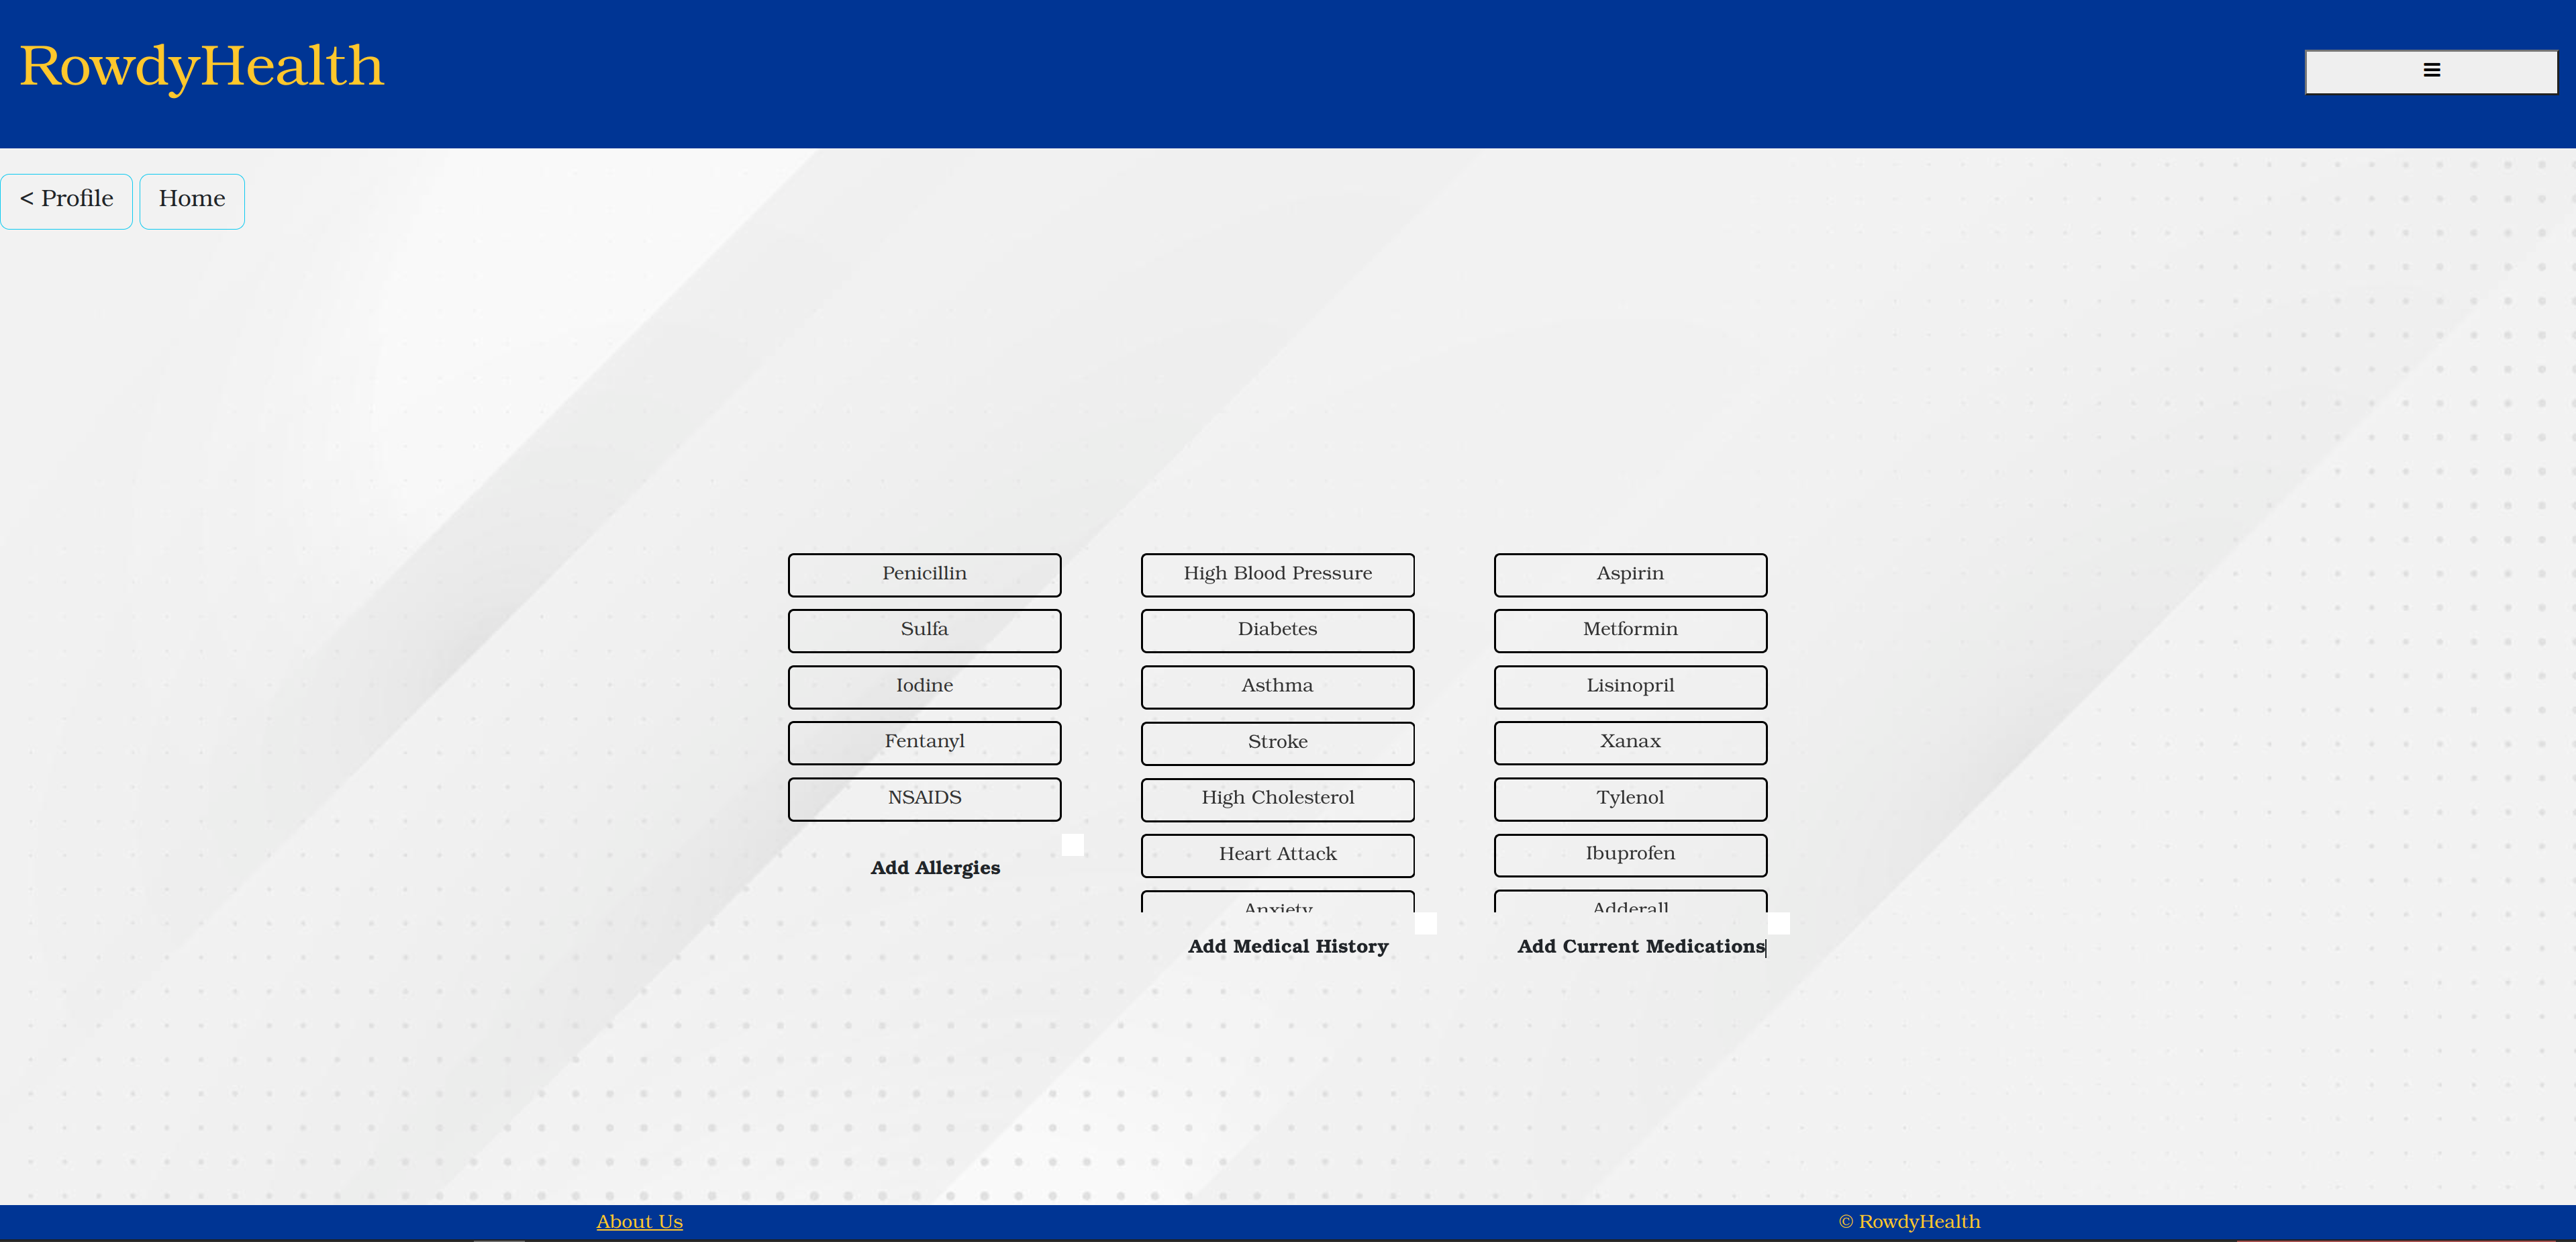 RowdyHealth
< Profile
Home
Penicillin
Sulfa
Iodine
Fentanyl
NSAIDS
Add Allergies
High Blood Pressure
Diabetes
Asthma
Stroke
High Cholesterol
Heart Attack
Anxiety
Add Medical History
Aspirin
Metformin
Lisinopril
Xanax
Tylenol
Ibuprofen
Adderall
Add Current Medications
About Us
© RowdyHealth